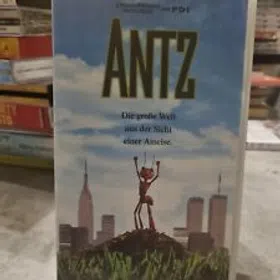 PDI
ANTZ
Die große Welt
aus der Sicht
einer Ameise.